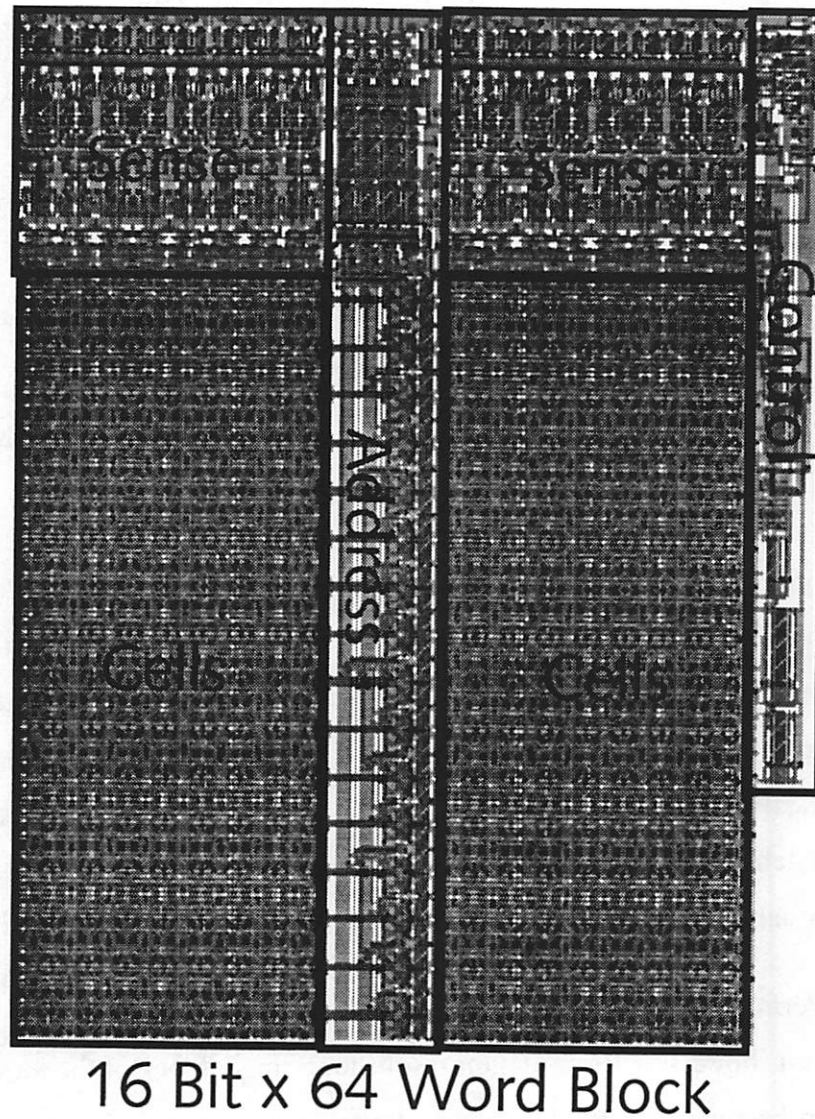 Sense
Sense
Control
Address
Cells
Cells
16 Bit x 64 Word Block